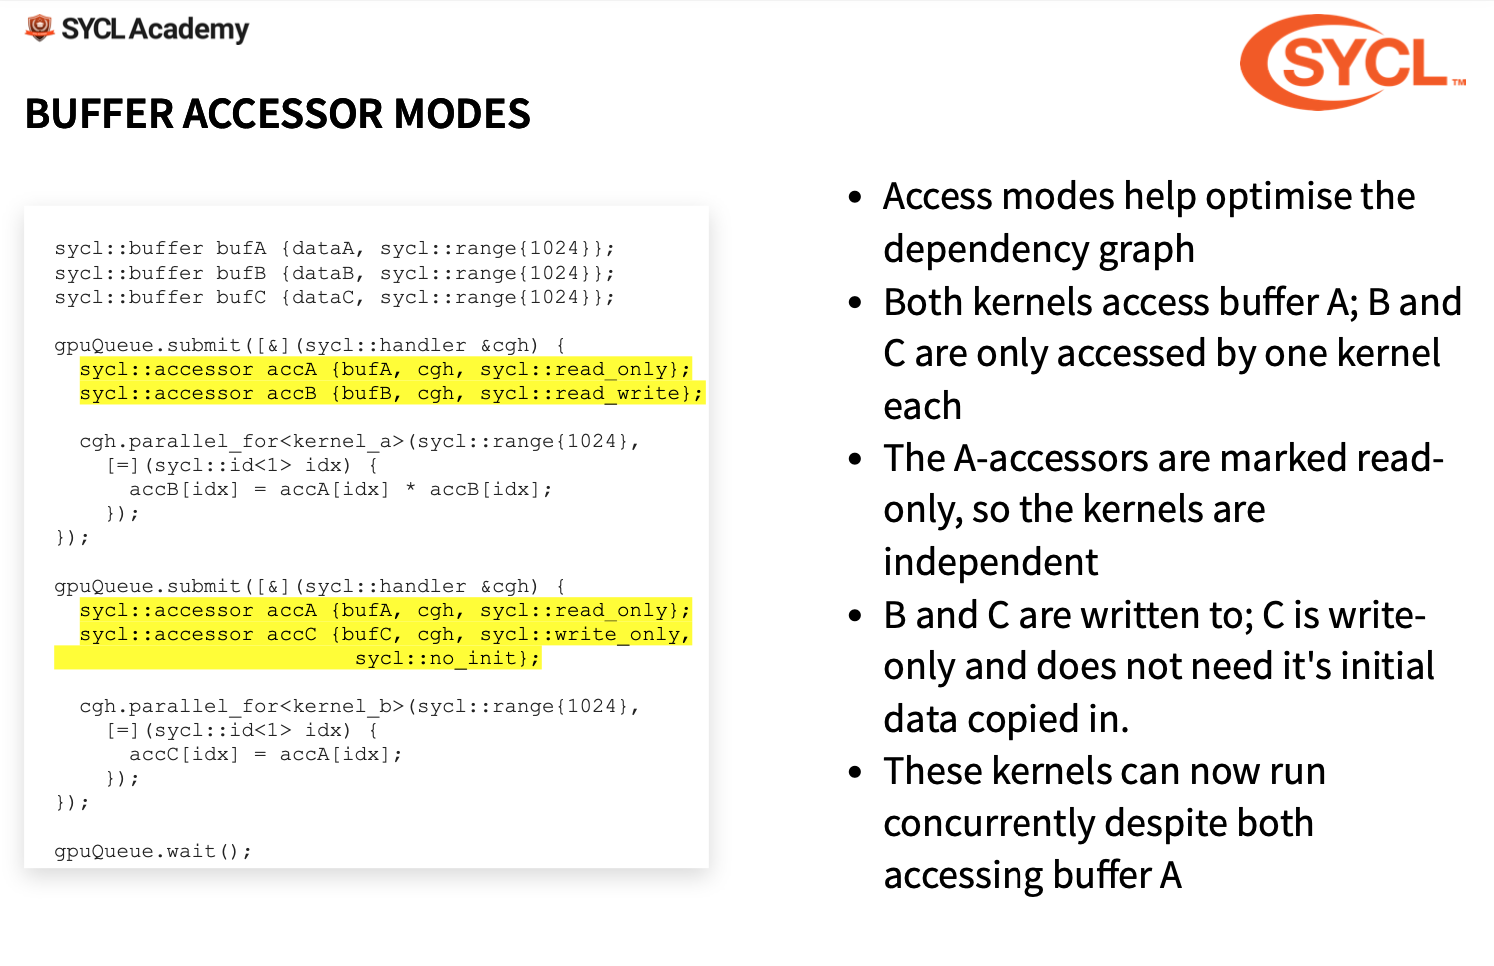 SYCL Academy
SYCL™
BUFFER ACCESSOR MODES
sycl::buffer bufA {dataA, sycl::range{1024}};
sycl::buffer bufB {dataB, sycl::range{1024}};
sycl::buffer bufC {dataC, sycl::range{1024}};

gpuQueue.submit([&](sycl::handler &cgh) {
  sycl::accessor accA {bufA, cgh, sycl::read_only};
  sycl::accessor accB {bufB, cgh, sycl::read_write};

  cgh.parallel_for<kernel_a>(sycl::range{1024},
    [=](sycl::id<1> idx) {
      accB[idx] = accA[idx] * accB[idx];
    });
});

gpuQueue.submit([&](sycl::handler &cgh) {
  sycl::accessor accA {bufA, cgh, sycl::read_only};
  sycl::accessor accC {bufC, cgh, sycl::write_only,
                        sycl::no_init};

  cgh.parallel_for<kernel_b>(sycl::range{1024},
    [=](sycl::id<1> idx) {
      accC[idx] = accA[idx];
    });
});

gpuQueue.wait();
• Access modes help optimise the
dependency graph
• Both kernels access buffer A; B and
C are only accessed by one kernel
each
• The A-accessors are marked read-
only, so the kernels are
independent
• B and C are written to; C is write-
only and does not need it's initial
data copied in.
• These kernels can now run
concurrently despite both
accessing buffer A